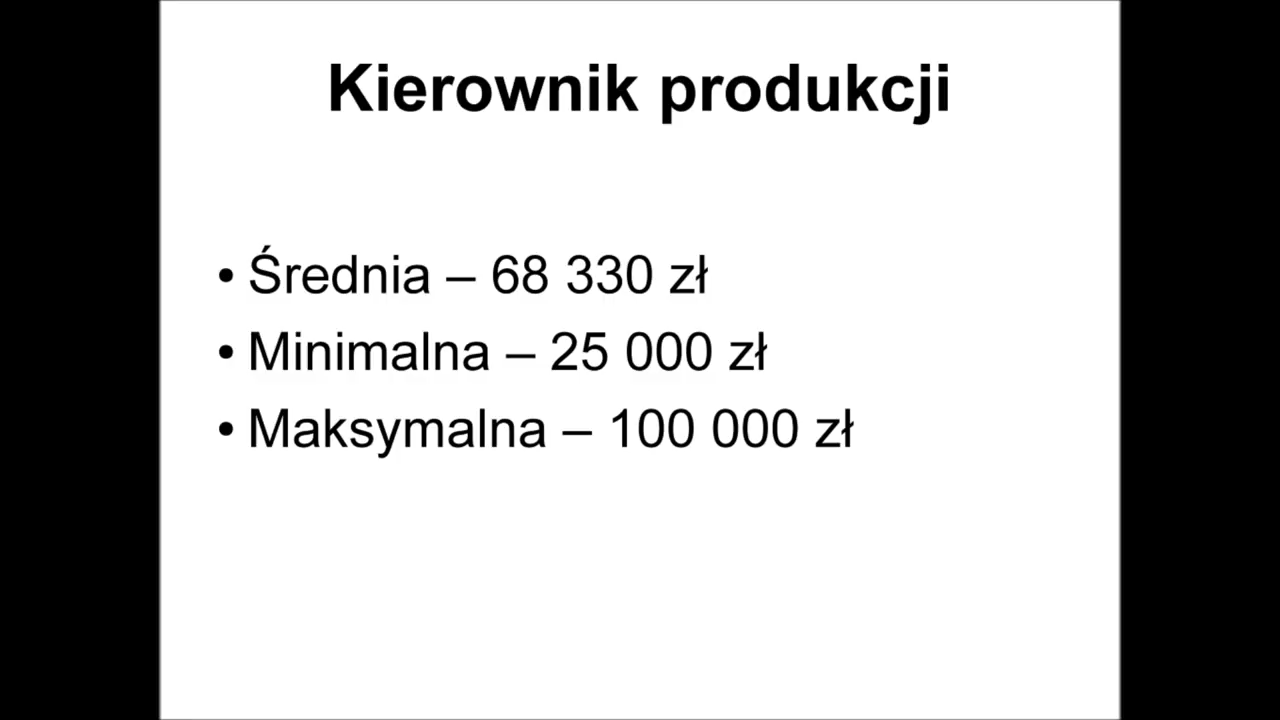 Kierownik produkcji
• Średnia – 68 330 zł
• Minimalna – 25 000 zł
• Maksymalna – 100 000 zł